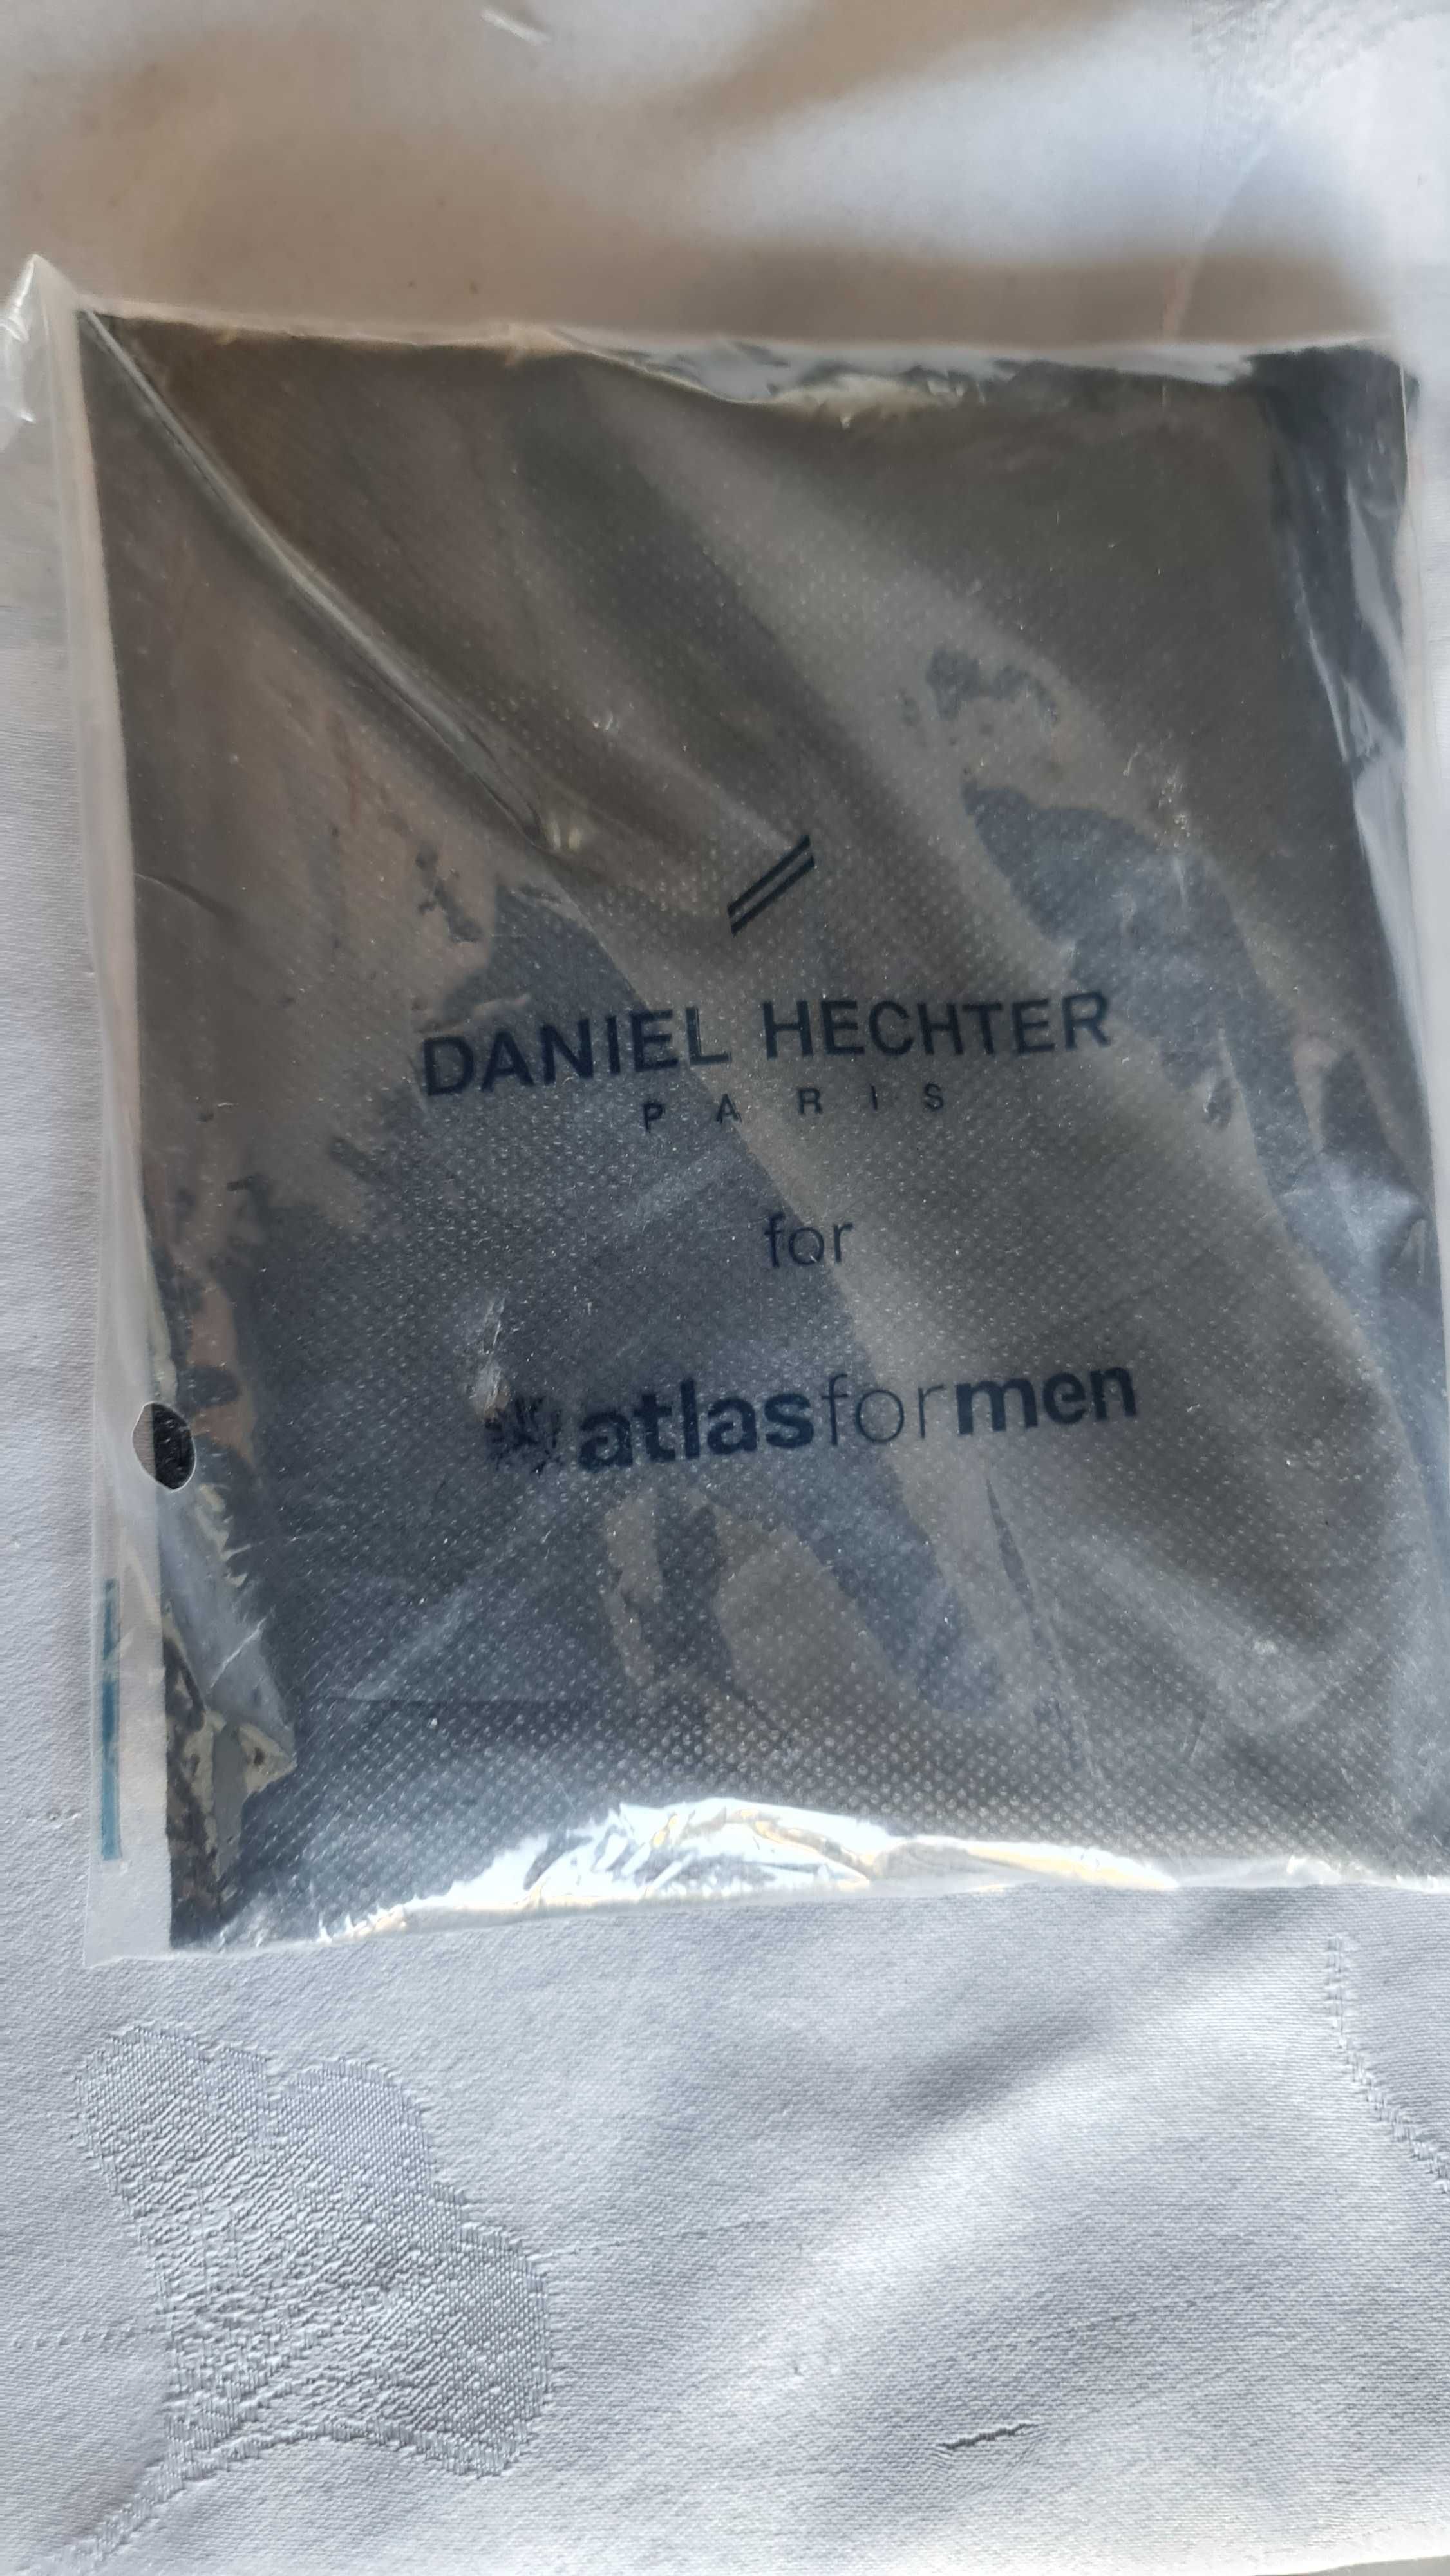 DANIEL HECHTER
PARIS
for
atlasformen